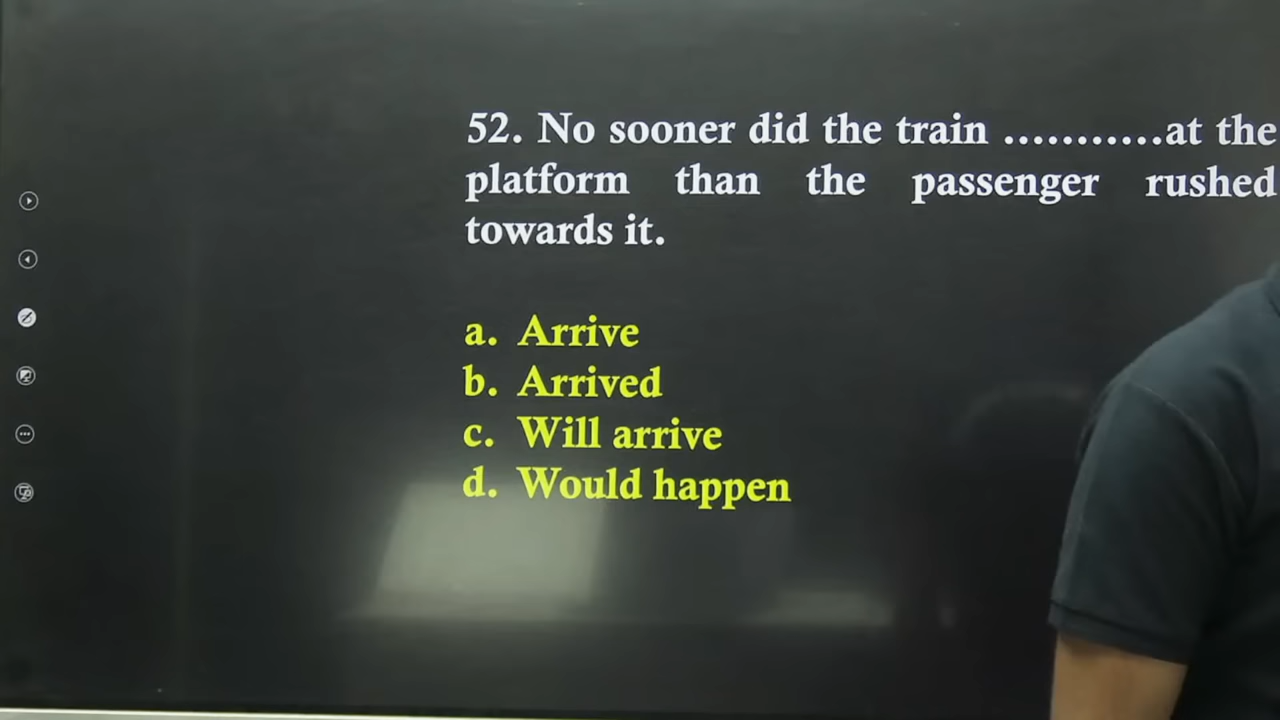 52. No sooner did the train ...........at the
platform than the passenger rushed
towards it.
a. Arrive
b. Arrived
c. Will arrive
d. Would happen